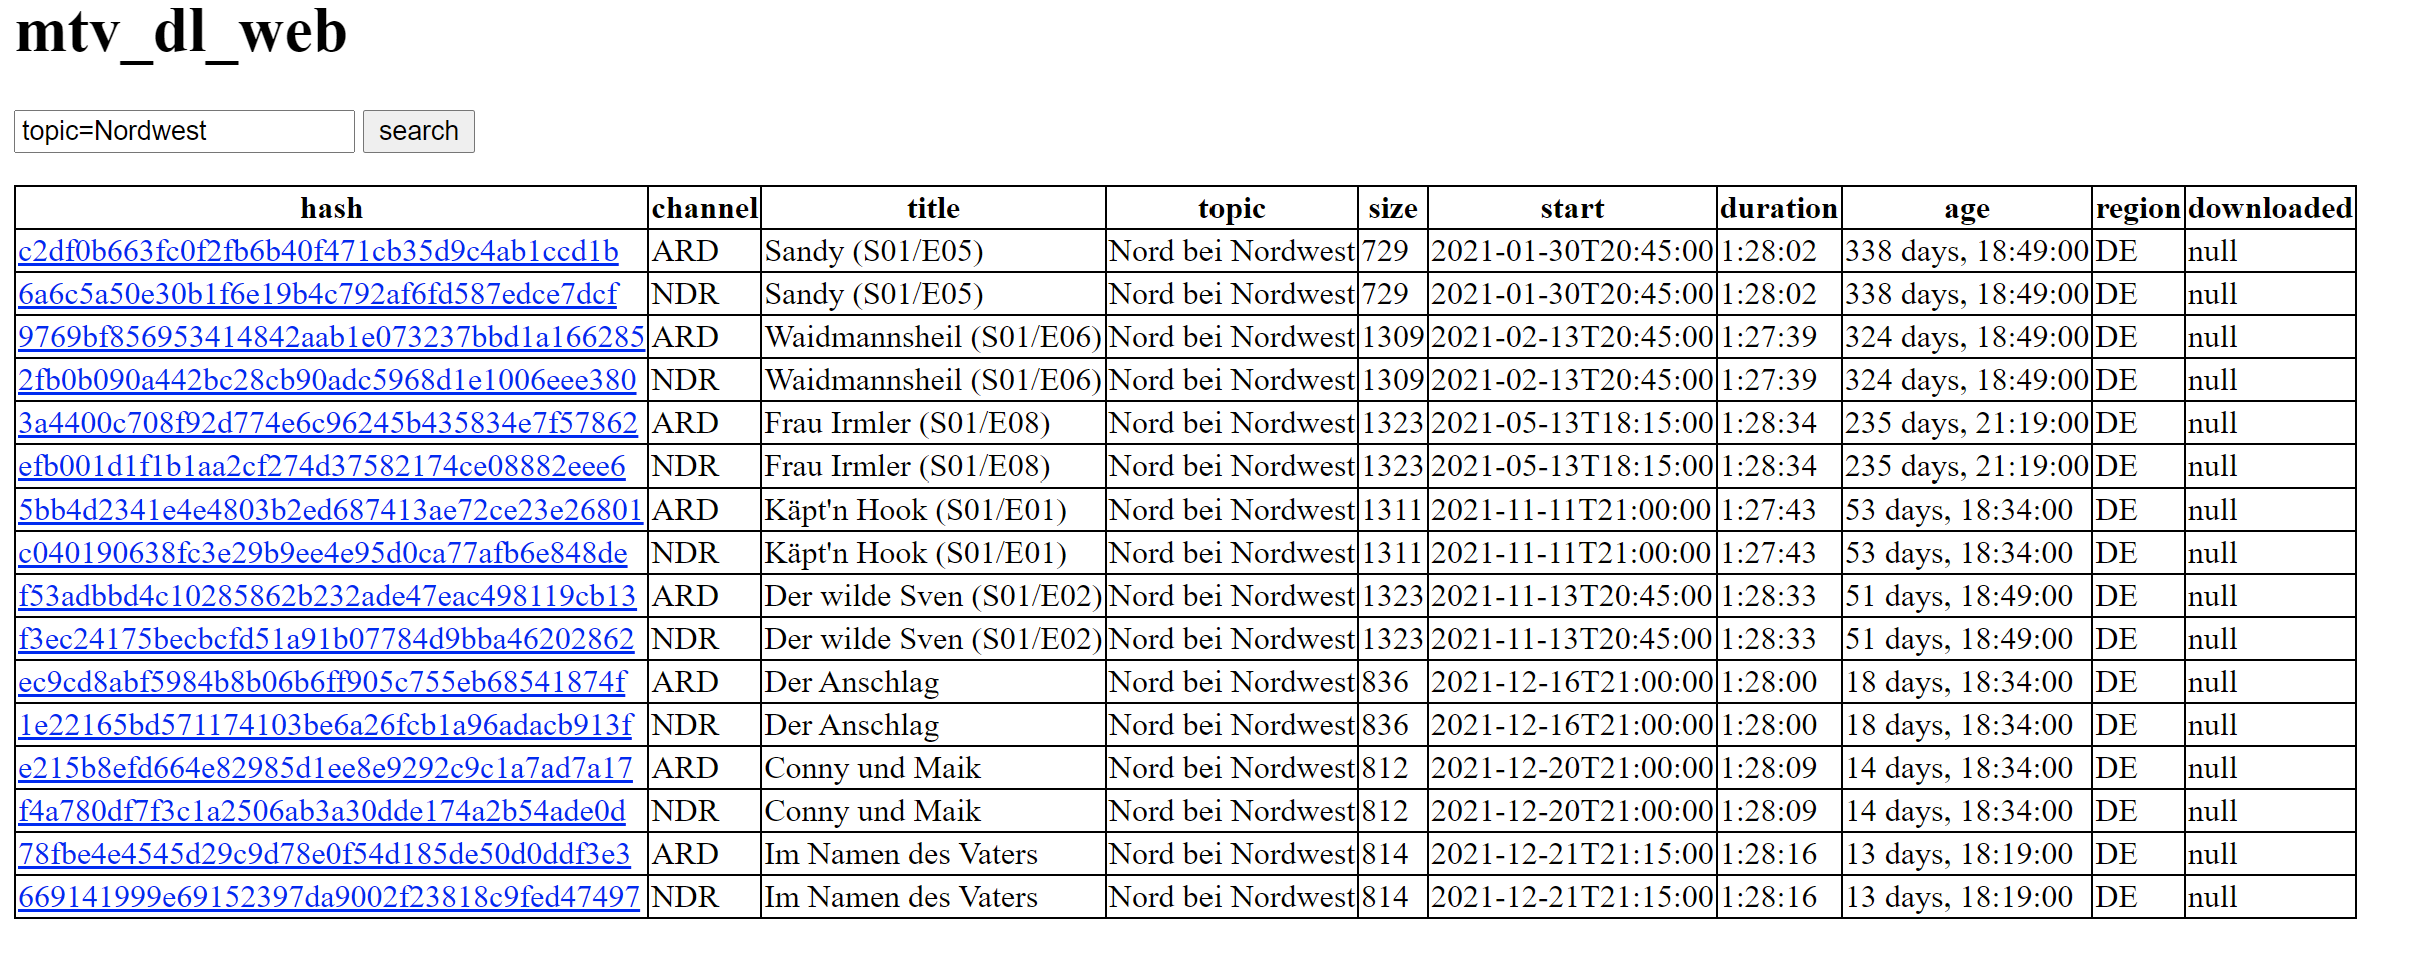 mtv_dl_web
topic=Nordwest search
hash channel title topic size start duration age region downloaded
c2df0b663fc0f2fb6b40f471cb35d9c4ab1ccd1b ARD Sandy (S01/E05) Nord bei Nordwest 729 2021-01-30T20:45:00 1:28:02 338 days, 18:49:00 DE null
6a6c5a50e30b1f6e19b4c792af6fd587edce7dcf NDR Sandy (S01/E05) Nord bei Nordwest 729 2021-01-30T20:45:00 1:28:02 338 days, 18:49:00 DE null
9769bf856953414842aab1e073237bbd1a166285 ARD Waidmannsheil (S01/E06) Nord bei Nordwest 1309 2021-02-13T20:45:00 1:27:39 324 days, 18:49:00 DE null
2fb0b090a442bc28cb90adc5968d1e1006eee380 NDR Waidmannsheil (S01/E06) Nord bei Nordwest 1309 2021-02-13T20:45:00 1:27:39 324 days, 18:49:00 DE null
3a4400c708f92d774e6c96245b435834e7f57862 ARD Frau Irmler (S01/E08) Nord bei Nordwest 1323 2021-05-13T18:15:00 1:28:34 235 days, 21:19:00 DE null
efb001d1f1b1aa2cf274d37582174ce08882eee6 NDR Frau Irmler (S01/E08) Nord bei Nordwest 1323 2021-05-13T18:15:00 1:28:34 235 days, 21:19:00 DE null
5bb4d2341e4e4803b2ed687413ae72ce23e26801 ARD Käpt'n Hook (S01/E01) Nord bei Nordwest 1311 2021-11-11T21:00:00 1:27:43 53 days, 18:34:00 DE null
c040190638fc3e29b9ee4e95d0ca77afb6e848de NDR Käpt'n Hook (S01/E01) Nord bei Nordwest 1311 2021-11-11T21:00:00 1:27:43 53 days, 18:34:00 DE null
f53adbbd4c10285862b232ade47eac498119cb13 ARD Der wilde Sven (S01/E02) Nord bei Nordwest 1323 2021-11-13T20:45:00 1:28:33 51 days, 18:49:00 DE null
f3ec24175becbcfd51a91b07784d9bba46202862 NDR Der wilde Sven (S01/E02) Nord bei Nordwest 1323 2021-11-13T20:45:00 1:28:33 51 days, 18:49:00 DE null
ec9cd8abf5984b8b06b6ff905c755eb68541874f ARD Der Anschlag Nord bei Nordwest 836 2021-12-16T21:00:00 1:28:00 18 days, 18:34:00 DE null
1e22165bd571174103be6a26fcb1a96adacb913f NDR Der Anschlag Nord bei Nordwest 836 2021-12-16T21:00:00 1:28:00 18 days, 18:34:00 DE null
e215b8efd664e82985d1ee8e9292c9c1a7ad7a17 ARD Conny und Maik Nord bei Nordwest 812 2021-12-20T21:00:00 1:28:09 14 days, 18:34:00 DE null
f4a780df7f3c1a2506ab3a30dde174a2b54ade0d NDR Conny und Maik Nord bei Nordwest 812 2021-12-20T21:00:00 1:28:09 14 days, 18:34:00 DE null
78fbe4e4545d29c9d78e0f54d185de50d0ddf3e3 ARD Im Namen des Vaters Nord bei Nordwest 814 2021-12-21T21:15:00 1:28:16 13 days, 18:19:00 DE null
669141999e69152397da9002f23818c9fed47497 NDR Im Namen des Vaters Nord bei Nordwest 814 2021-12-21T21:15:00 1:28:16 13 days, 18:19:00 DE null